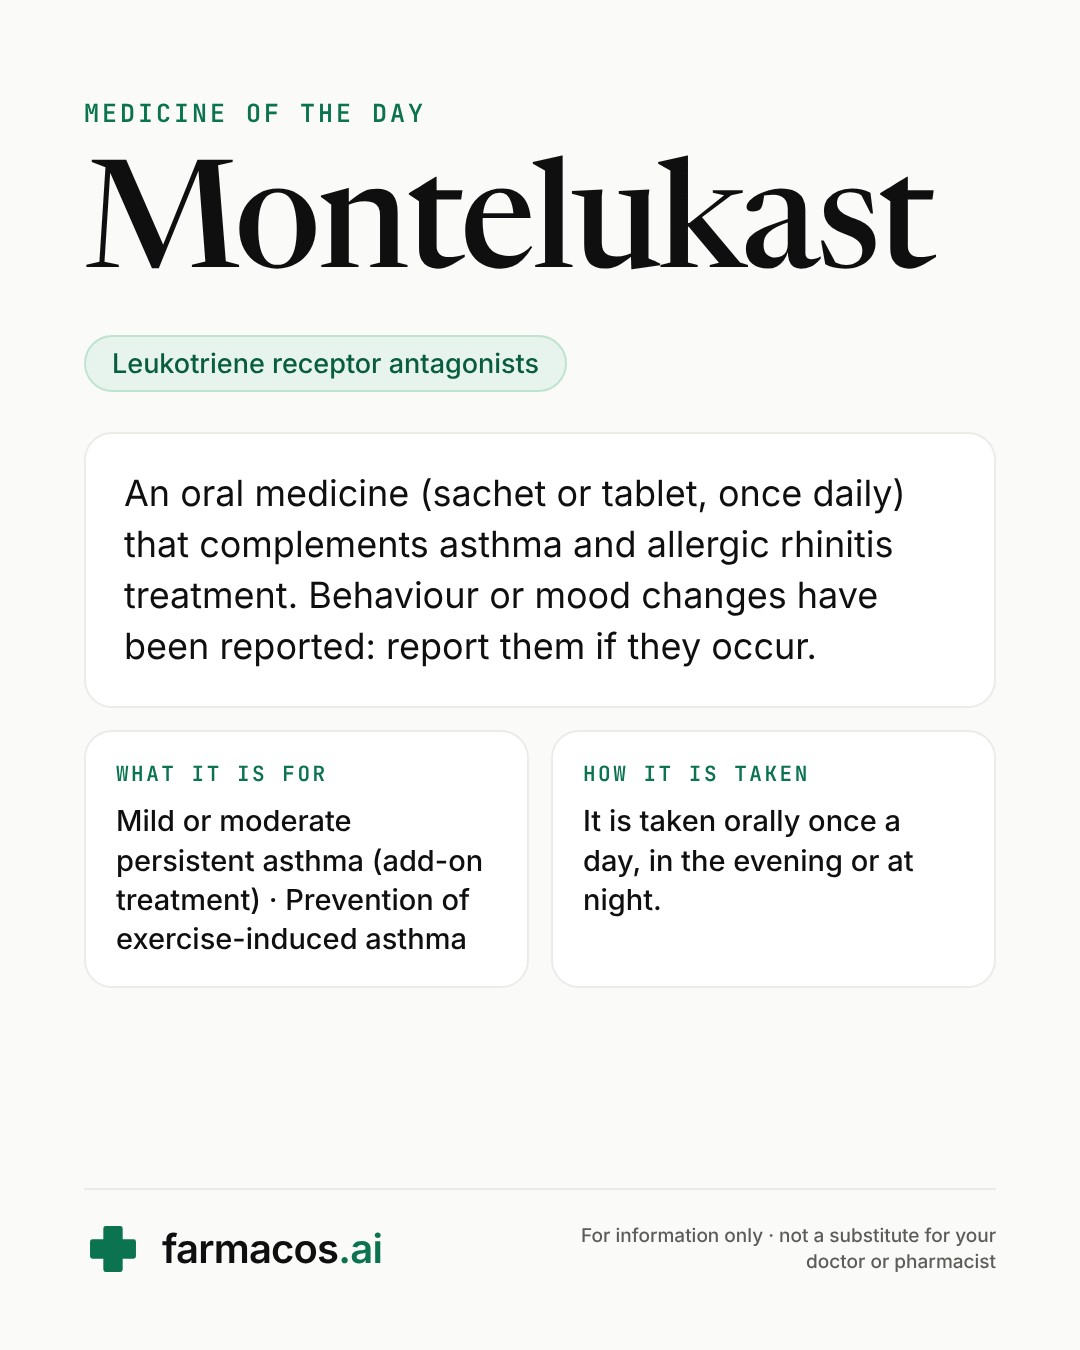 MEDICINE OF THE DAY
Montelukast
Leukotriene receptor antagonists
An oral medicine (sachet or tablet, once daily)
that complements asthma and allergic rhinitis
treatment. Behaviour or mood changes have
been reported: report them if they occur.
WHAT IT IS FOR
Mild or moderate
persistent asthma (add-on
treatment) · Prevention of
exercise-induced asthma
HOW IT IS TAKEN
It is taken orally once a
day, in the evening or at
night.
farmacos.ai
For information only · not a substitute for your
doctor or pharmacist